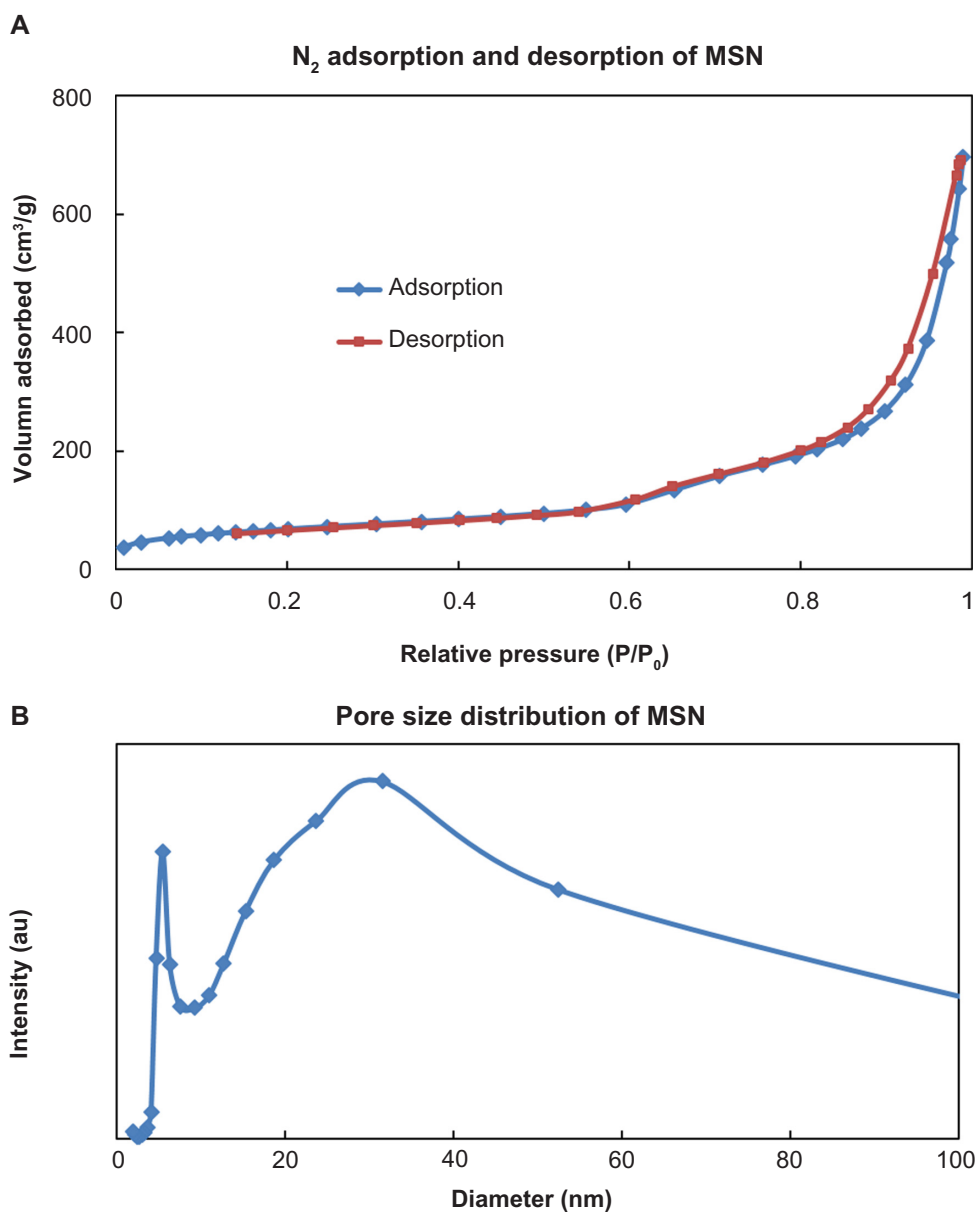 A
N₂ adsorption and desorption of MSN
800
600
400
200
0
Volumn adsorbed (cm³/g)
Adsorption
Desorption
0 0.2 0.4 0.6 0.8 1
Relative pressure (P/P₀)
B
Pore size distribution of MSN
Intensity (au)
0 20 40 60 80 100
Diameter (nm)